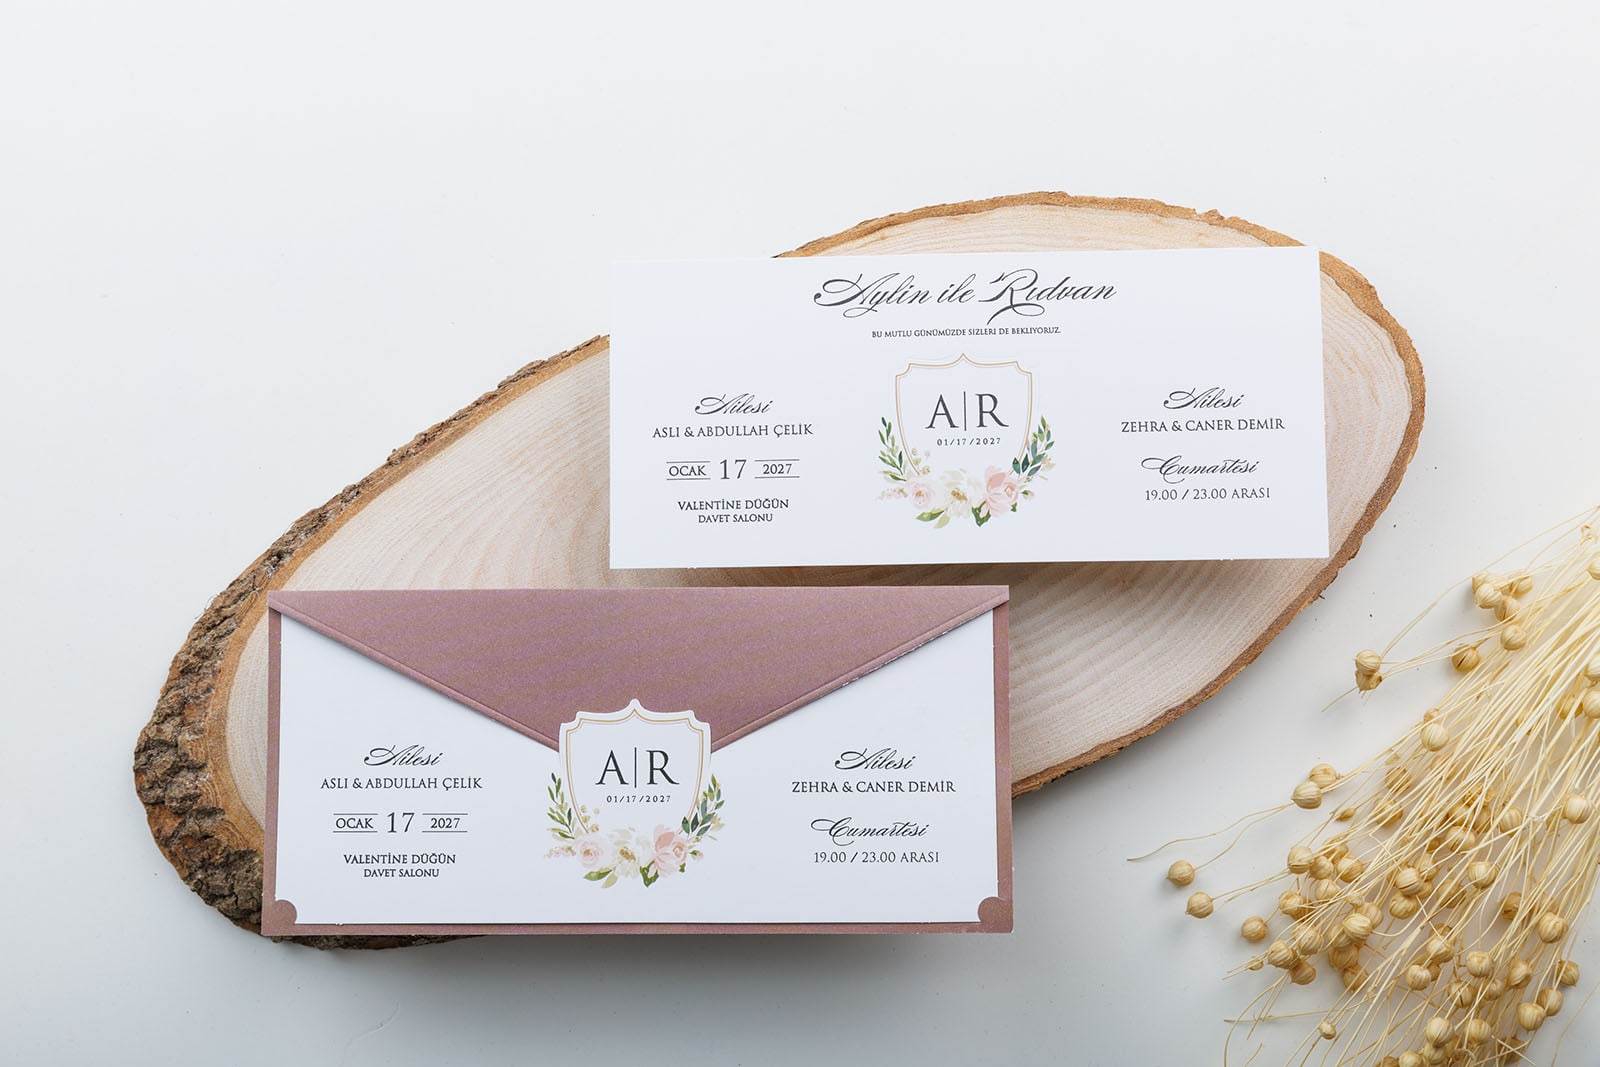 Aylin ile Rıdvan
BU MUTLU GÜNÜMÜZDE SİZLERİ DE BEKLİYORUZ.
Ailesi
ASLI & ABDULLAH ÇELİK
OCAK 17 2027
VALENTİNE DÜĞÜN
DAVET SALONU
A|R
01/17/2027
Ailesi
ZEHRA & CANER DEMİR
Cumartesi
19.00 / 23.00 ARASI
Ailesi
ASLI & ABDULLAH ÇELİK
OCAK 17 2027
VALENTİNE DÜĞÜN
DAVET SALONU
A|R
01/17/2027
Ailesi
ZEHRA & CANER DEMİR
Cumartesi
19.00 / 23.00 ARASI